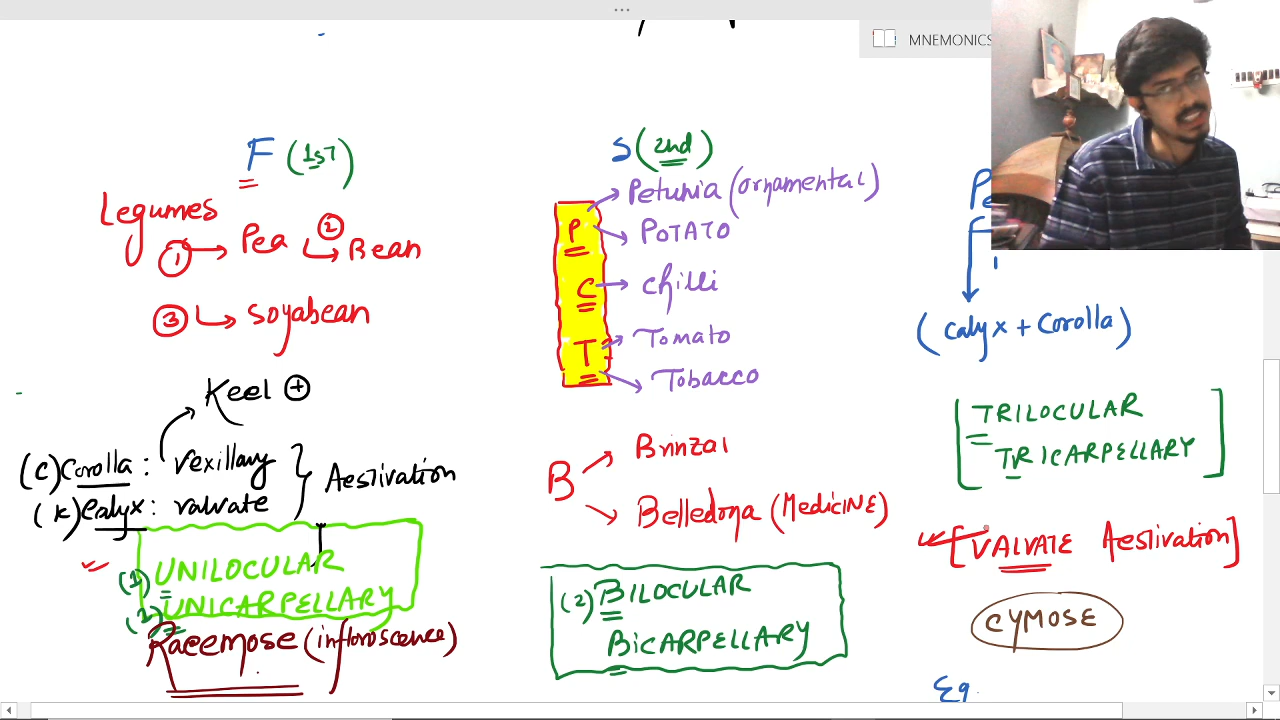 MNEMONICS
F (1st)
Legumes
① Pea ② Bean
③ Soyabean
Keel +
(C) Corolla : Vexillary
(K) Calyx : valvate
Aestivation
(1) UNILOCULAR
(2) UNICARPELLARY
Racemose (infloroscence)
S (2nd)
P Petunia (ornamental)
POTATO
C chilli
T Tomato
Tobacco
B Brinzal
Belledona (MedicINE)
(2) BILOCULAR
BiCARPELLARY
(calyx + Corolla)
TRILOCULAR
TRICARPELLARY
[VALVATE Aestivation]
CYMOSE
Eg